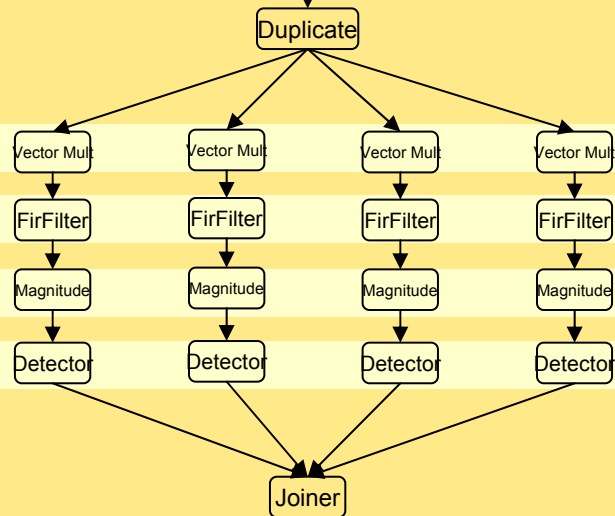 Duplicate
Vector Mult Vector Mult Vector Mult Vector Mult
FirFilter FirFilter FirFilter FirFilter
Magnitude Magnitude Magnitude Magnitude
Detector Detector Detector Detector
Joiner